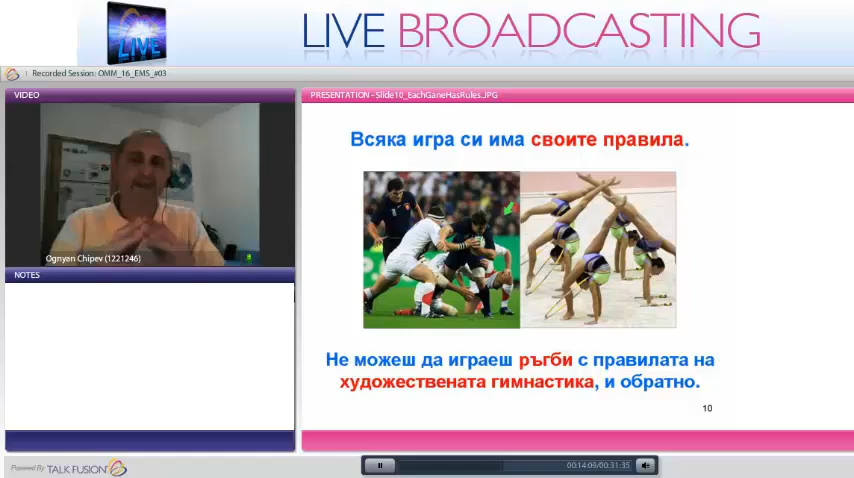 LIVE
LIVE BROADCASTING
Recorded Session: OMM_16_EMS_#03
VIDEO
PRESENTATION - Slide10_EachGaneHasRules.JPG
Всяка игра си има своите правила.
Ognyan Chipev (1221246)
NOTES
Не можеш да играеш ръгби с правилата на
художествената гимнастика, и обратно.
10
Powered By TALK FUSION
00:14:09/00:31:35